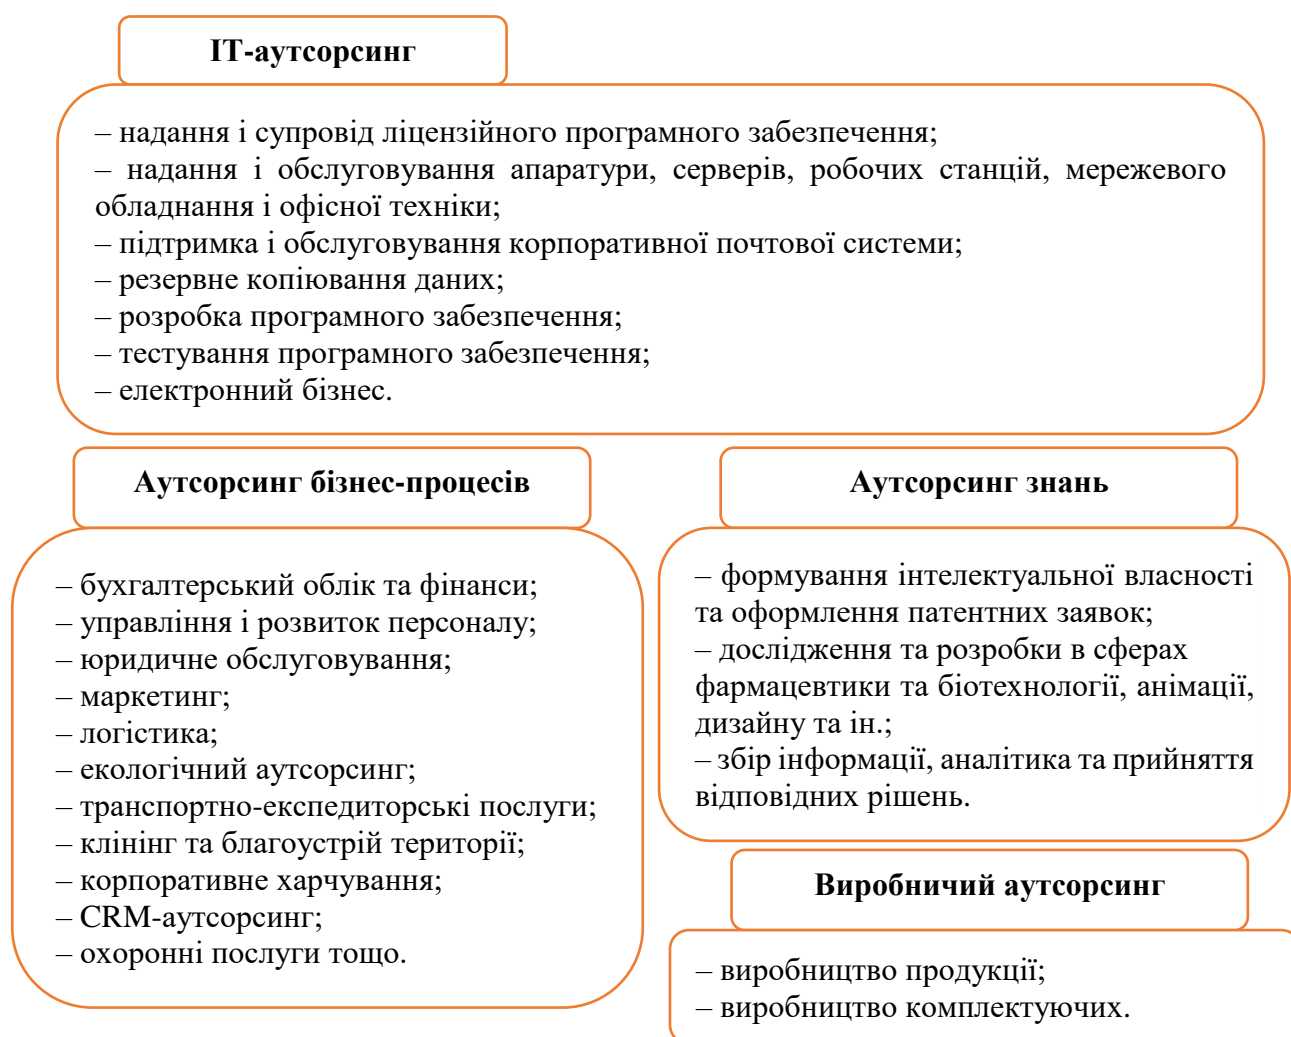 ІТ-аутсорсинг
– надання і супровід ліцензійного програмного забезпечення;
– надання і обслуговування апаратури, серверів, робочих станцій, мережевого
обладнання і офісної техніки;
– підтримка і обслуговування корпоративної почтової системи;
– резервне копіювання даних;
– розробка програмного забезпечення;
– тестування програмного забезпечення;
– електронний бізнес.
Аутсорсинг бізнес-процесів
– бухгалтерський облік та фінанси;
– управління і розвиток персоналу;
– юридичне обслуговування;
– маркетинг;
– логістика;
– екологічний аутсорсинг;
– транспортно-експедиторські послуги;
– клінінг та благоустрій території;
– корпоративне харчування;
– CRM-аутсорсинг;
– охоронні послуги тощо.
Аутсорсинг знань
– формування інтелектуальної власності
та оформлення патентних заявок;
– дослідження та розробки в сферах
фармацевтики та біотехнології, анімації,
дизайну та ін.;
– збір інформації, аналітика та прийняття
відповідних рішень.
Виробничий аутсорсинг
– виробництво продукції;
– виробництво комплектуючих.